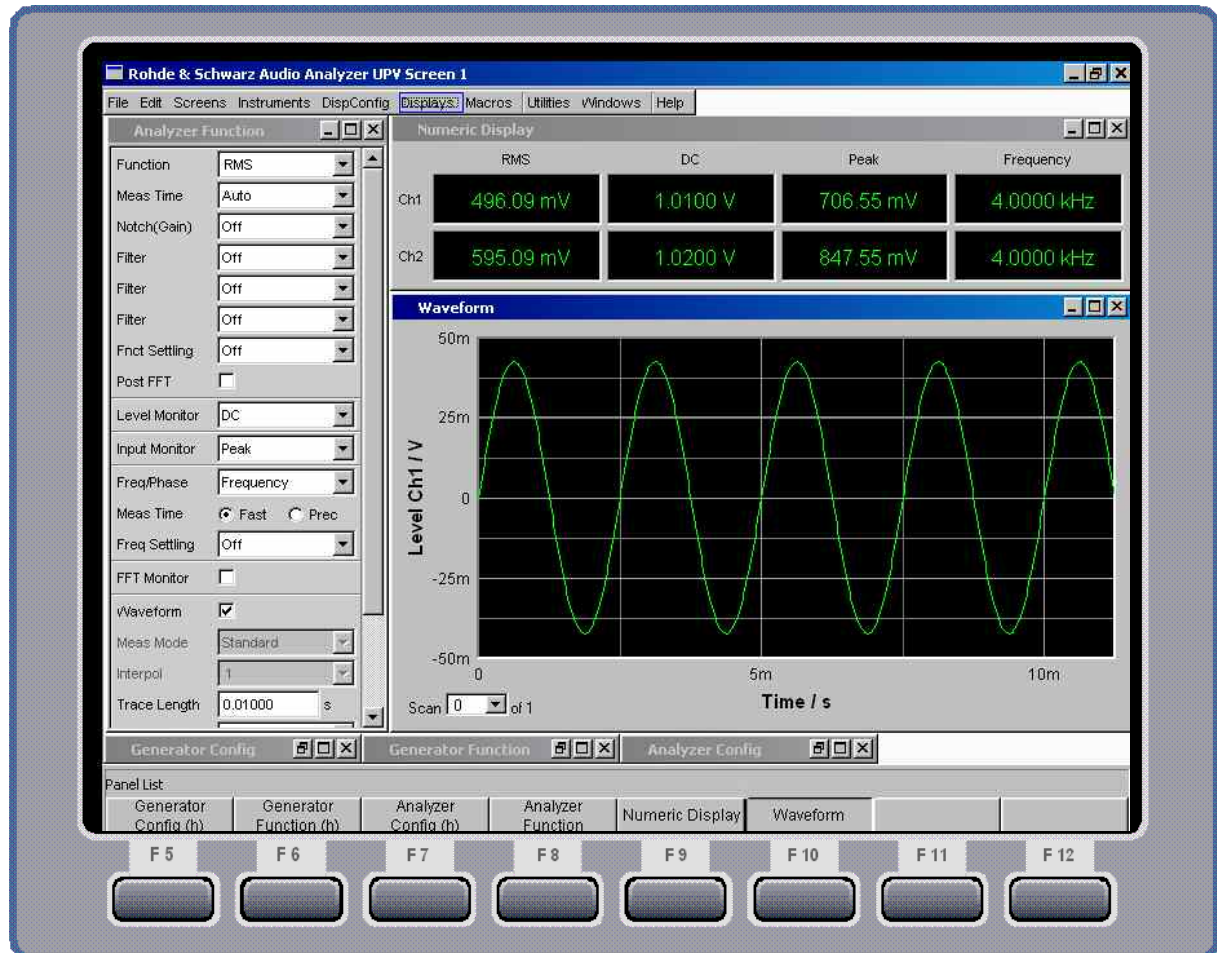 Rohde & Schwarz Audio Analyzer UPV Screen 1
File Edit Screens Instruments DispConfig Displays Macros Utilities Windows Help
Analyzer Function
Function RMS
Meas Time Auto
Notch(Gain) Off
Filter Off
Filter Off
Filter Off
Fnct Settling Off
Post FFT
Level Monitor DC
Input Monitor Peak
Freq/Phase Frequency
Meas Time Fast Prec
Freq Settling Off
FFT Monitor
Waveform
Meas Mode Standard
Interpol 1
Trace Length 0.01000 s
Numeric Display
RMS DC Peak Frequency
Ch1 496.09 mV 1.0100 V 706.55 mV 4.0000 kHz
Ch2 595.09 mV 1.0200 V 847.55 mV 4.0000 kHz
Waveform
50m
25m
0
-25m
-50m
Level Ch1 / V
0 5m 10m
Time / s
Scan 0 of 1
Generator Config Generator Function Analyzer Config
Panel List
Generator Config (h) Generator Function (h) Analyzer Config (h) Analyzer Function Numeric Display Waveform
F 5 F 6 F 7 F 8 F 9 F 10 F 11 F 12